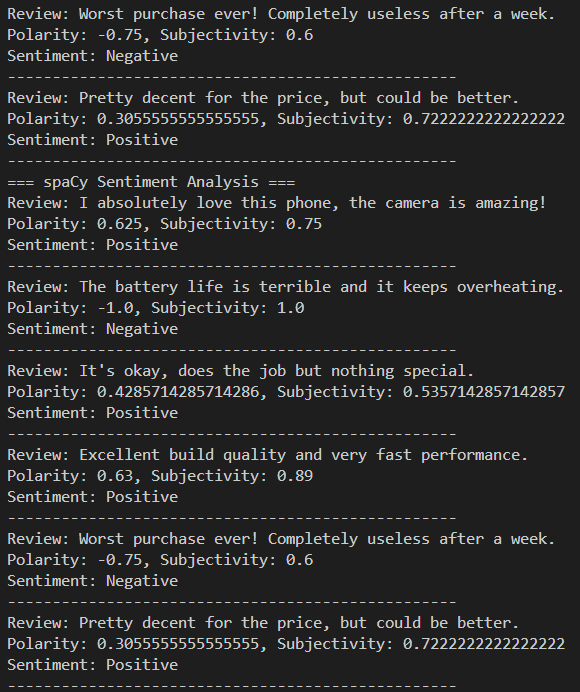 Review: Worst purchase ever! Completely useless after a week.
Polarity: -0.75, Subjectivity: 0.6
Sentiment: Negative
--------------------------------------------------
Review: Pretty decent for the price, but could be better.
Polarity: 0.3055555555555555, Subjectivity: 0.7222222222222222
Sentiment: Positive
--------------------------------------------------
=== spaCy Sentiment Analysis ===
Review: I absolutely love this phone, the camera is amazing!
Polarity: 0.625, Subjectivity: 0.75
Sentiment: Positive
--------------------------------------------------
Review: The battery life is terrible and it keeps overheating.
Polarity: -1.0, Subjectivity: 1.0
Sentiment: Negative
--------------------------------------------------
Review: It's okay, does the job but nothing special.
Polarity: 0.4285714285714286, Subjectivity: 0.5357142857142857
Sentiment: Positive
--------------------------------------------------
Review: Excellent build quality and very fast performance.
Polarity: 0.63, Subjectivity: 0.89
Sentiment: Positive
--------------------------------------------------
Review: Worst purchase ever! Completely useless after a week.
Polarity: -0.75, Subjectivity: 0.6
Sentiment: Negative
--------------------------------------------------
Review: Pretty decent for the price, but could be better.
Polarity: 0.3055555555555555, Subjectivity: 0.7222222222222222
Sentiment: Positive
--------------------------------------------------